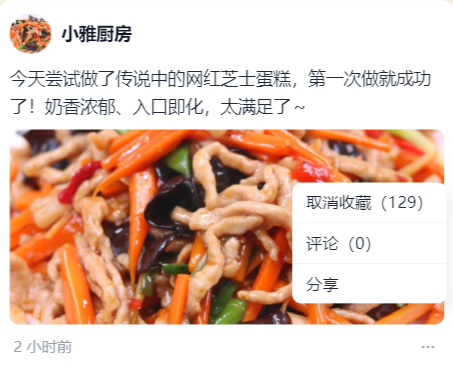 小雅厨房
今天尝试做了传说中的网红芝士蛋糕，第一次做就成功
了！奶香浓郁、入口即化，太满足了～
取消收藏（129）
评论（0）
分享
2 小时前